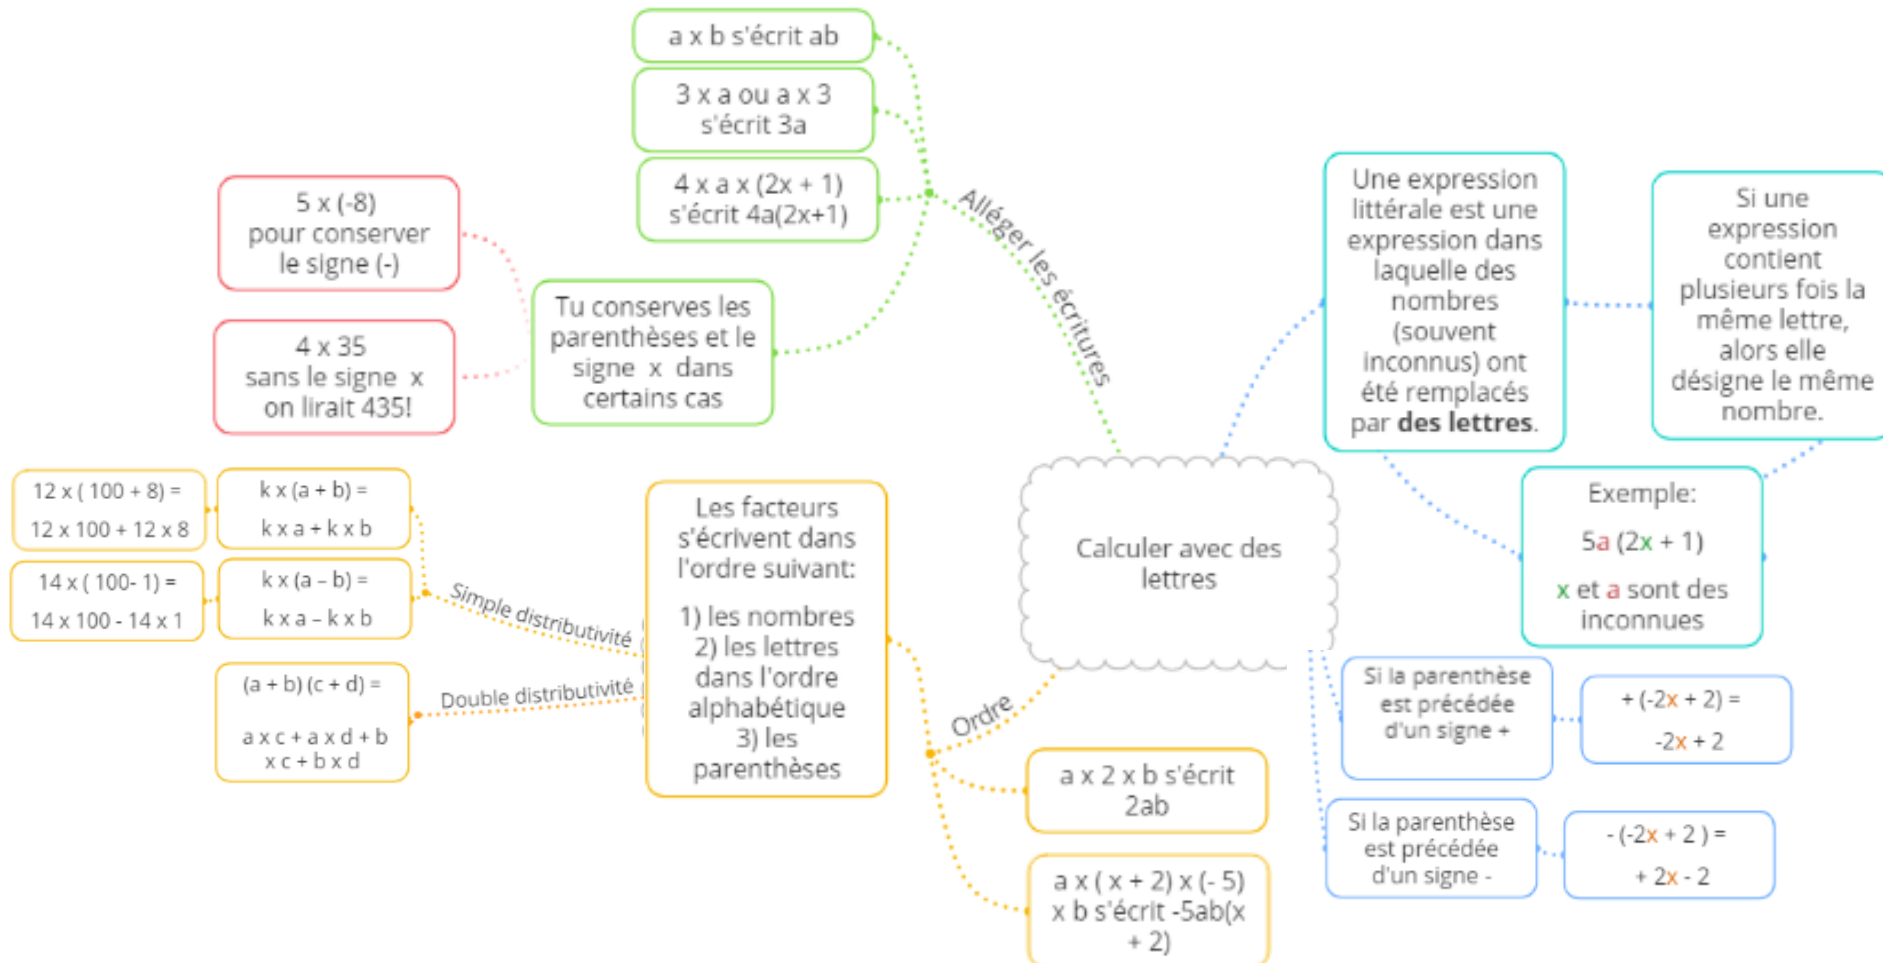 a x b s'écrit ab
3 x a ou a x 3
s'écrit 3a
4 x a x (2x + 1)
s'écrit 4a(2x+1)
Alléger les écritures
5 x (-8)
pour conserver
le signe (-)
4 x 35
sans le signe x
on lirait 435!
Tu conserves les
parenthèses et le
signe x dans
certains cas
Une expression
littérale est une
expression dans
laquelle des
nombres
(souvent
inconnus) ont
été remplacés
par des lettres.
Si une
expression
contient
plusieurs fois la
même lettre,
alors elle
désigne le même
nombre.
Exemple:
5a (2x + 1)
x et a sont des
inconnues
Calculer avec des
lettres
12 x ( 100 + 8) =
12 x 100 + 12 x 8
k x (a + b) =
k x a + k x b
14 x ( 100- 1) =
14 x 100 - 14 x 1
k x (a – b) =
k x a – k x b
Simple distributivité
(a + b) (c + d) =
a x c + a x d + b
x c + b x d
Double distributivité
Les facteurs
s'écrivent dans
l'ordre suivant:
1) les nombres
2) les lettres
dans l'ordre
alphabétique
3) les
parenthèses
Ordre
a x 2 x b s'écrit
2ab
a x ( x + 2) x (- 5)
x b s'écrit -5ab(x
+ 2)
Si la parenthèse
est précédée
d'un signe +
+ (-2x + 2) =
-2x + 2
Si la parenthèse
est précédée
d'un signe -
- (-2x + 2 ) =
+ 2x - 2